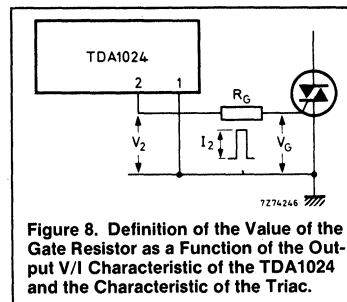 TDA1024
2 1
RG
V2
I2
VG
7Z74246
Figure 8. Definition of the Value of the
Gate Resistor as a Function of the Out-
put V/I Characteristic of the TDA1024
and the Characteristic of the Triac.